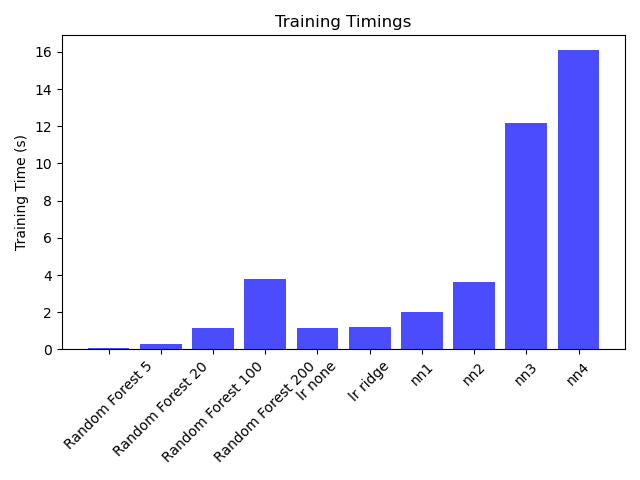 Training Timings
Training Time (s)
16
14
12
10
8
6
4
2
0
Random Forest 5
Random Forest 20
Random Forest 100
Random Forest 200
lr none
lr ridge
nn1
nn2
nn3
nn4